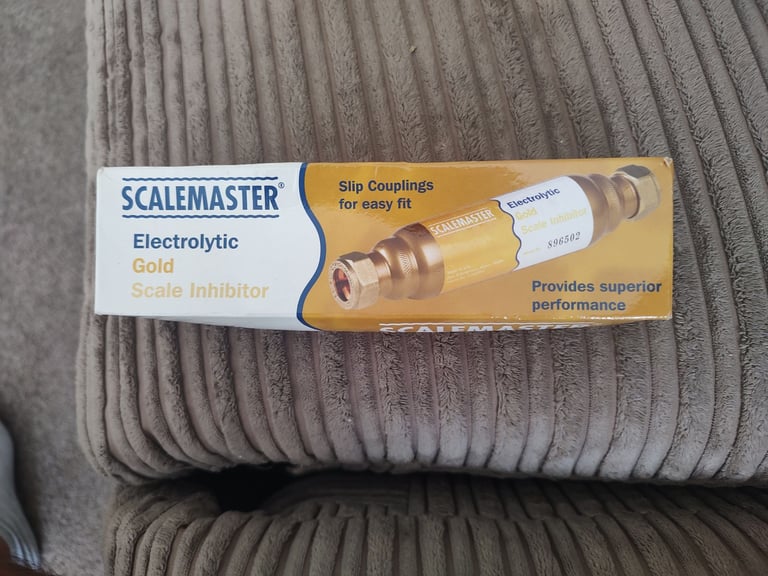 SCALEMASTER®
Electrolytic
Gold
Scale Inhibitor
Slip Couplings
for easy fit
SCALEMASTER
Electrolytic
Gold
Scale Inhibitor
896502
Provides superior
performance
SCALEMASTER